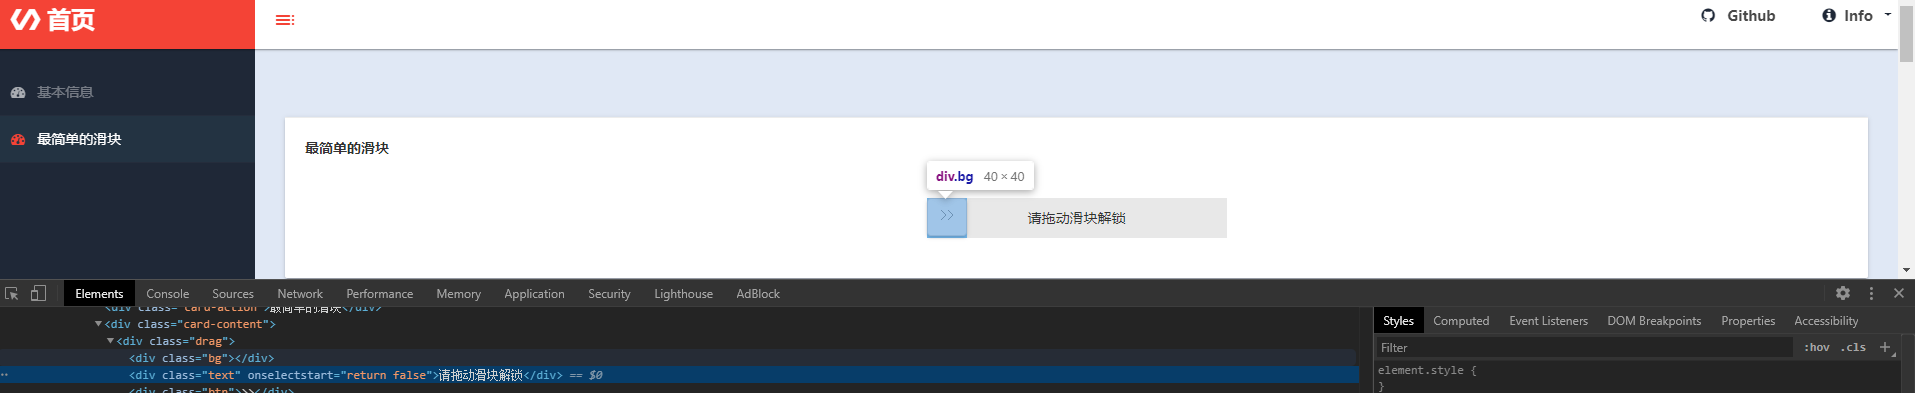 首页
Github
Info
基本信息
最简单的滑块
最简单的滑块
div.bg 40 × 40
>> 请拖动滑块解锁
Elements Console Sources Network Performance Memory Application Security Lighthouse AdBlock
<div class="card-action">最简单的滑块</div>
▼<div class="card-content">
▼<div class="drag">
<div class="bg"></div>
<div class="text" onselectstart="return false">请拖动滑块解锁</div> == $0
<div class="btn">>></div>
Styles Computed Event Listeners DOM Breakpoints Properties Accessibility
Filter :hov .cls +
element.style {
}